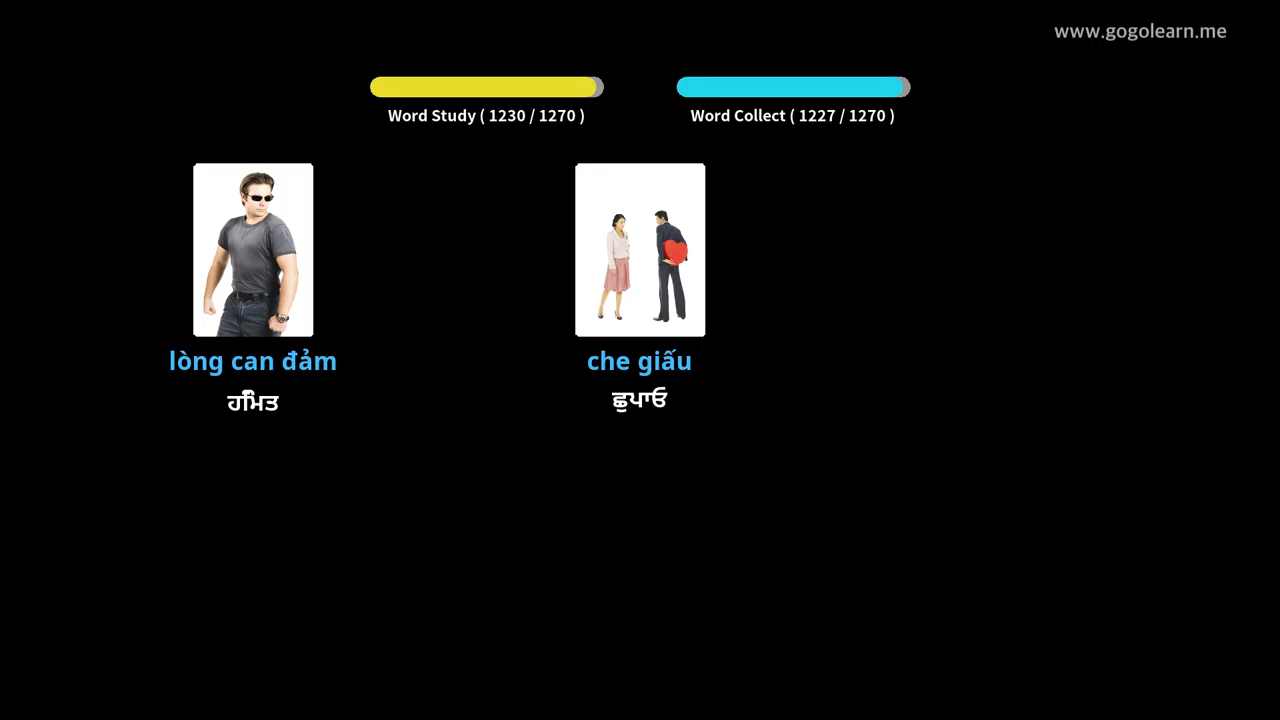 www.gogolearn.me
Word Study ( 1230 / 1270 )
Word Collect ( 1227 / 1270 )
lòng can đảm
ਹਿੰਮਤ
che giấu
ਛੁਪਾਓ